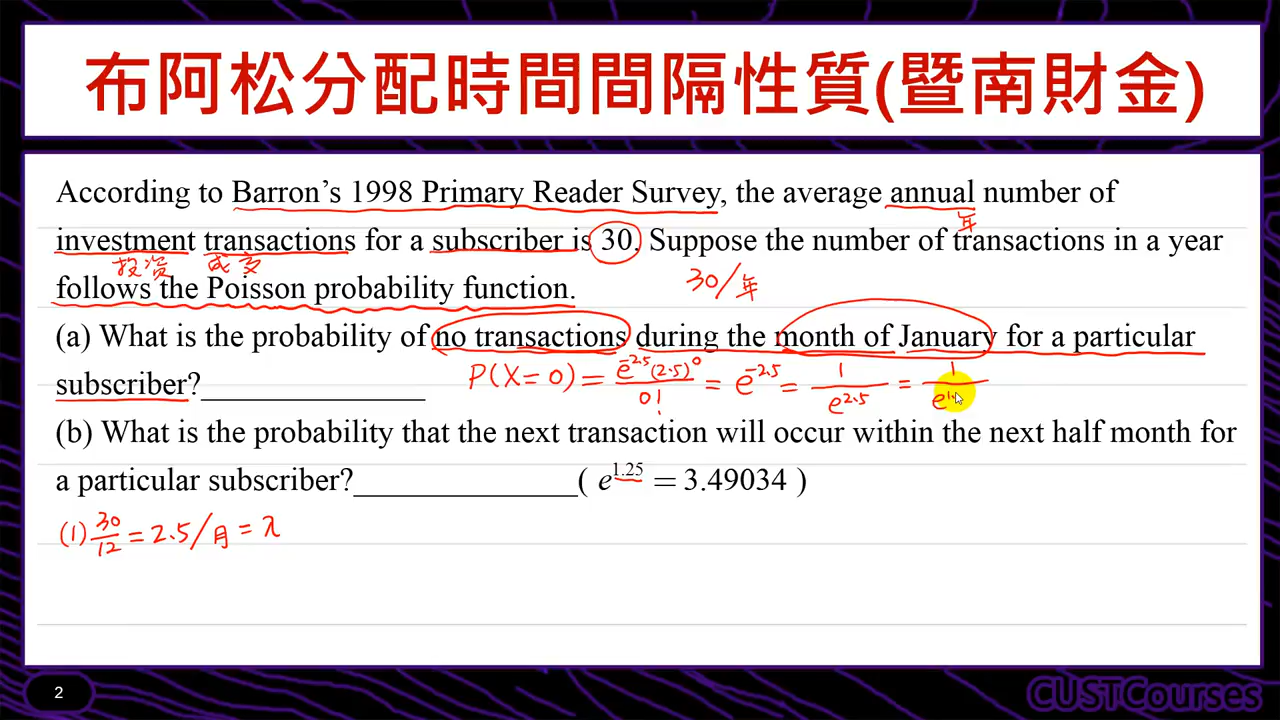 布阿松分配時間間隔性質(暨南財金)
According to Barron’s 1998 Primary Reader Survey, the average annual number of
年
investment transactions for a subscriber is 30. Suppose the number of transactions in a year
投资 成交
30/年
follows the Poisson probability function.
(a) What is the probability of no transactions during the month of January for a particular
subscriber?________________
P(X=0) = e^-2.5 (2.5)^0 / 0! = e^-2.5 = 1 / e^2.5 = 1 / e^1.
(b) What is the probability that the next transaction will occur within the next half month for
a particular subscriber?________________( e^1.25 = 3.49034 )
(1) 30/12 = 2.5/月 = λ
2
CUSTCourses